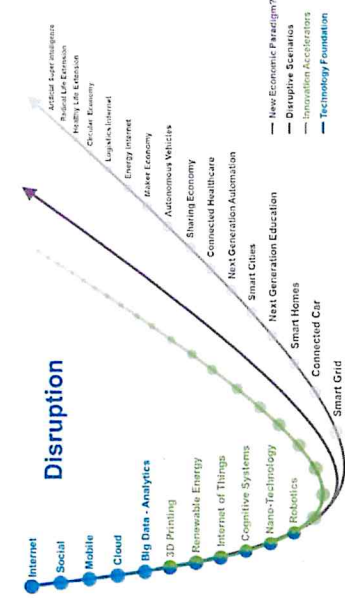 Disruption
Internet
Social
Mobile
Cloud
Big Data - Analytics
3D Printing
Renewable Energy
Internet of Things
Cognitive Systems
Nano-Technology
Robotics
Artificial Super Intelligence
Radical Life Extension
Healthy Life Extension
Circular Economy
Logistics Internet
Energy Internet
Maker Economy
Autonomous Vehicles
Sharing Economy
Connected Healthcare
Next Generation Automation
Smart Cities
Next Generation Education
Smart Homes
Connected Car
Smart Grid
New Economic Paradigm?
Disruptive Scenarios
Innovation Accelerators
Technology Foundation